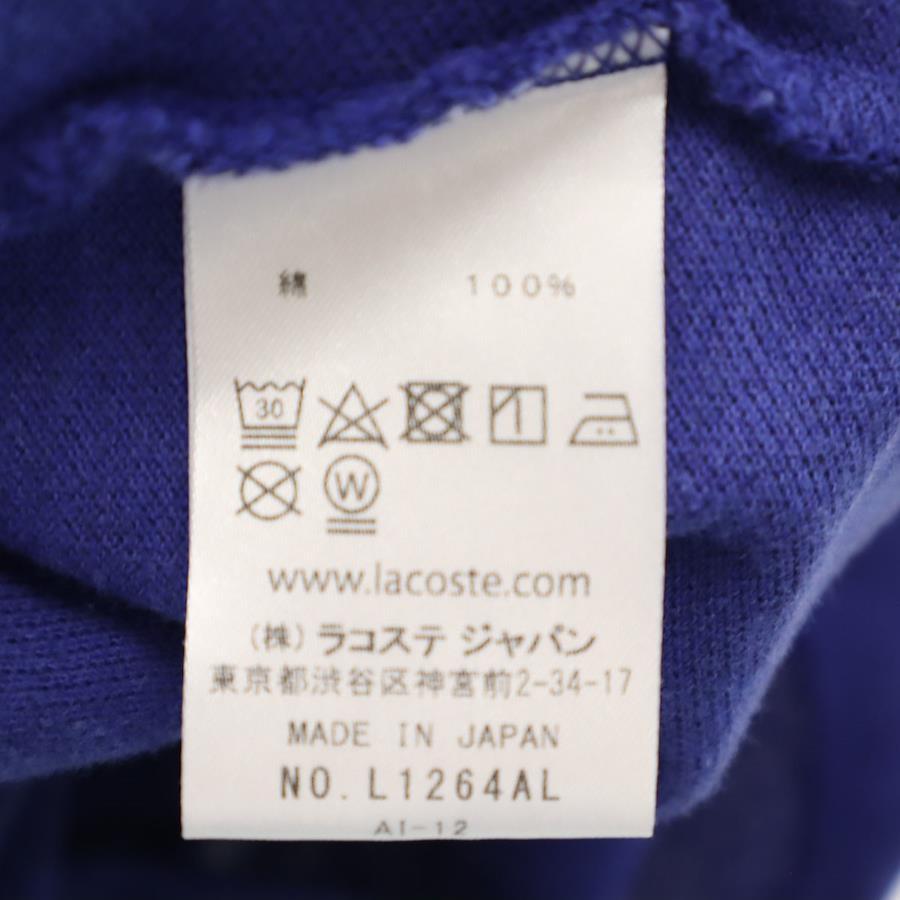 綿 100%
30
W
www.lacoste.com
(株) ラコステ ジャパン
東京都渋谷区神宮前2-34-17
MADE IN JAPAN
NO. L1264AL
AI-12